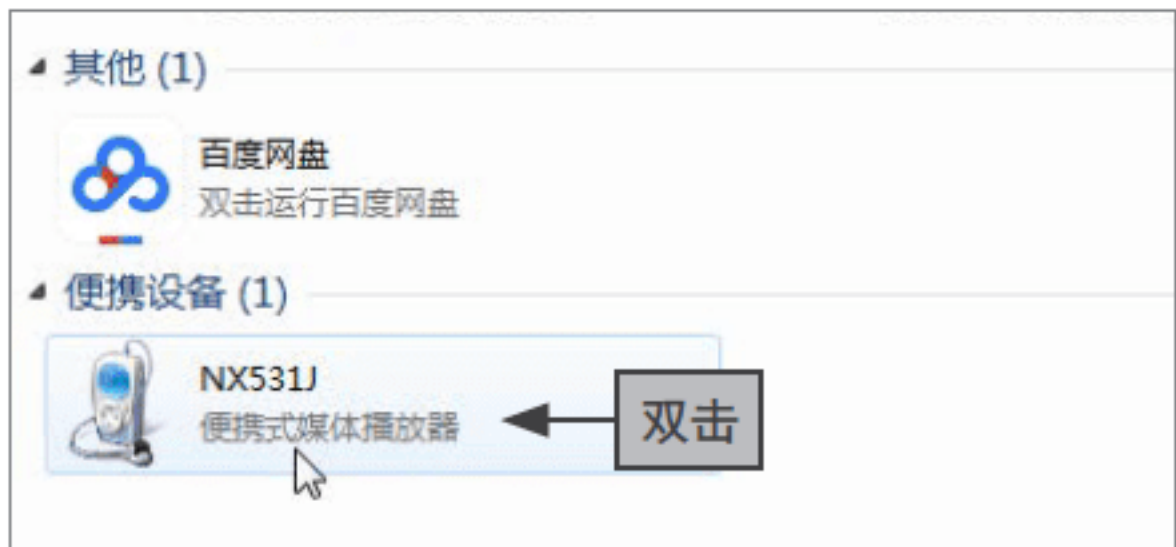 其他 (1)
百度网盘
双击运行百度网盘
便携设备 (1)
NX531J
便携式媒体播放器
双击